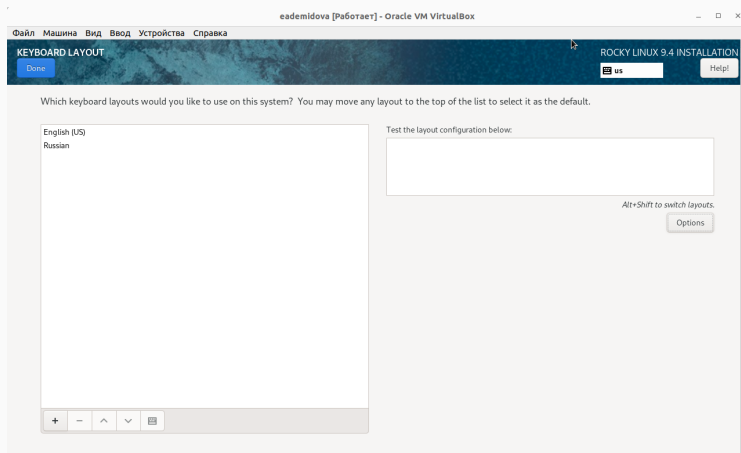 eademidova [Работает] - Oracle VM VirtualBox
Файл Машина Вид Ввод Устройства Справка
KEYBOARD LAYOUT
ROCKY LINUX 9.4 INSTALLATION
Done
us
Help!
Which keyboard layouts would you like to use on this system? You may move any layout to the top of the list to select it as the default.
English (US)
Russian
Test the layout configuration below:
Alt+Shift to switch layouts.
Options